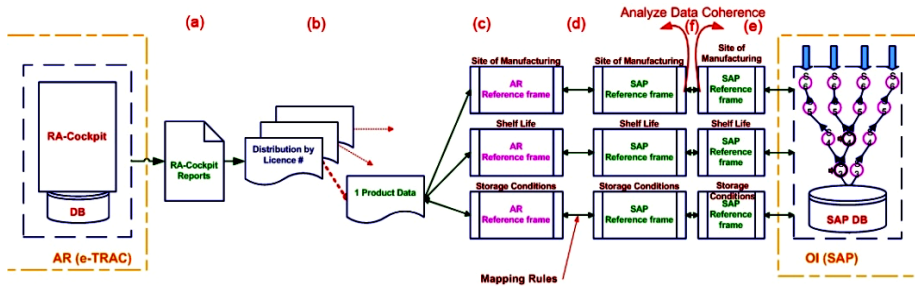 (a)
(b)
(c)
(d)
Analyze Data Coherence
(f)
(e)
RA-Cockpit
DB
AR (e-TRAC)
RA-Cockpit
Reports
Distribution by
Licence #
1 Product Data
Site of Manufacturing
AR
Reference frame
Shelf Life
AR
Reference frame
Storage Conditions
AR
Reference frame
Mapping Rules
Site of Manufacturing
SAP
Reference frame
Shelf Life
SAP
Reference frame
Storage Conditions
SAP
Reference frame
Site of
Manufacturing
SAP
Reference frame
Shelf Life
SAP
Reference frame
Storage
Conditions
SAP
Reference
frame
SAP DB
OI (SAP)